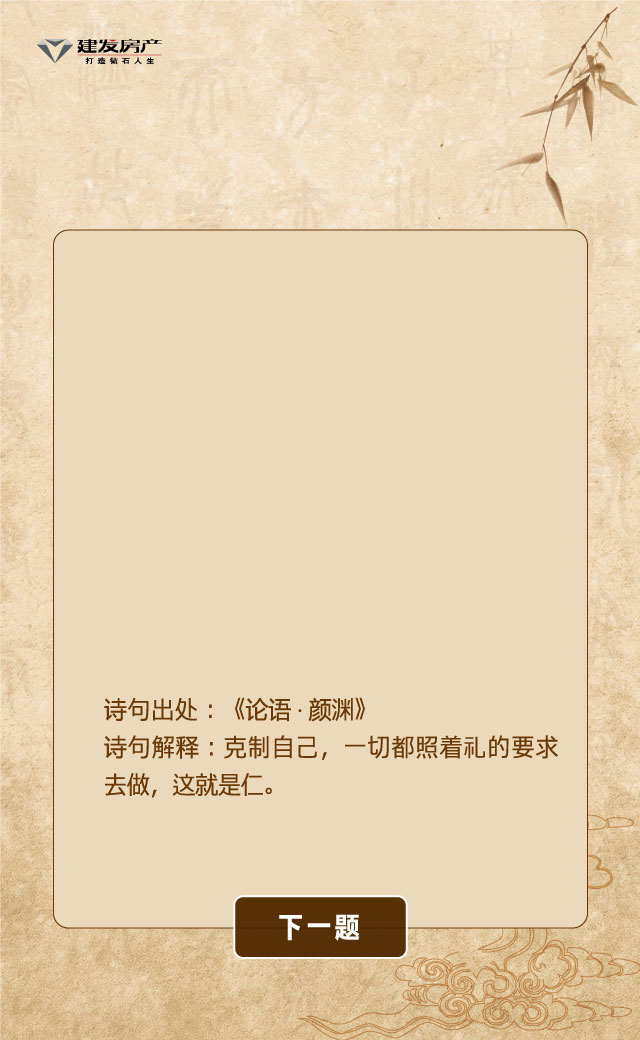 建发房产
打造钻石人生
诗句出处：《论语·颜渊》
诗句解释：克制自己，一切都照着礼的要求
去做，这就是仁。
下一题